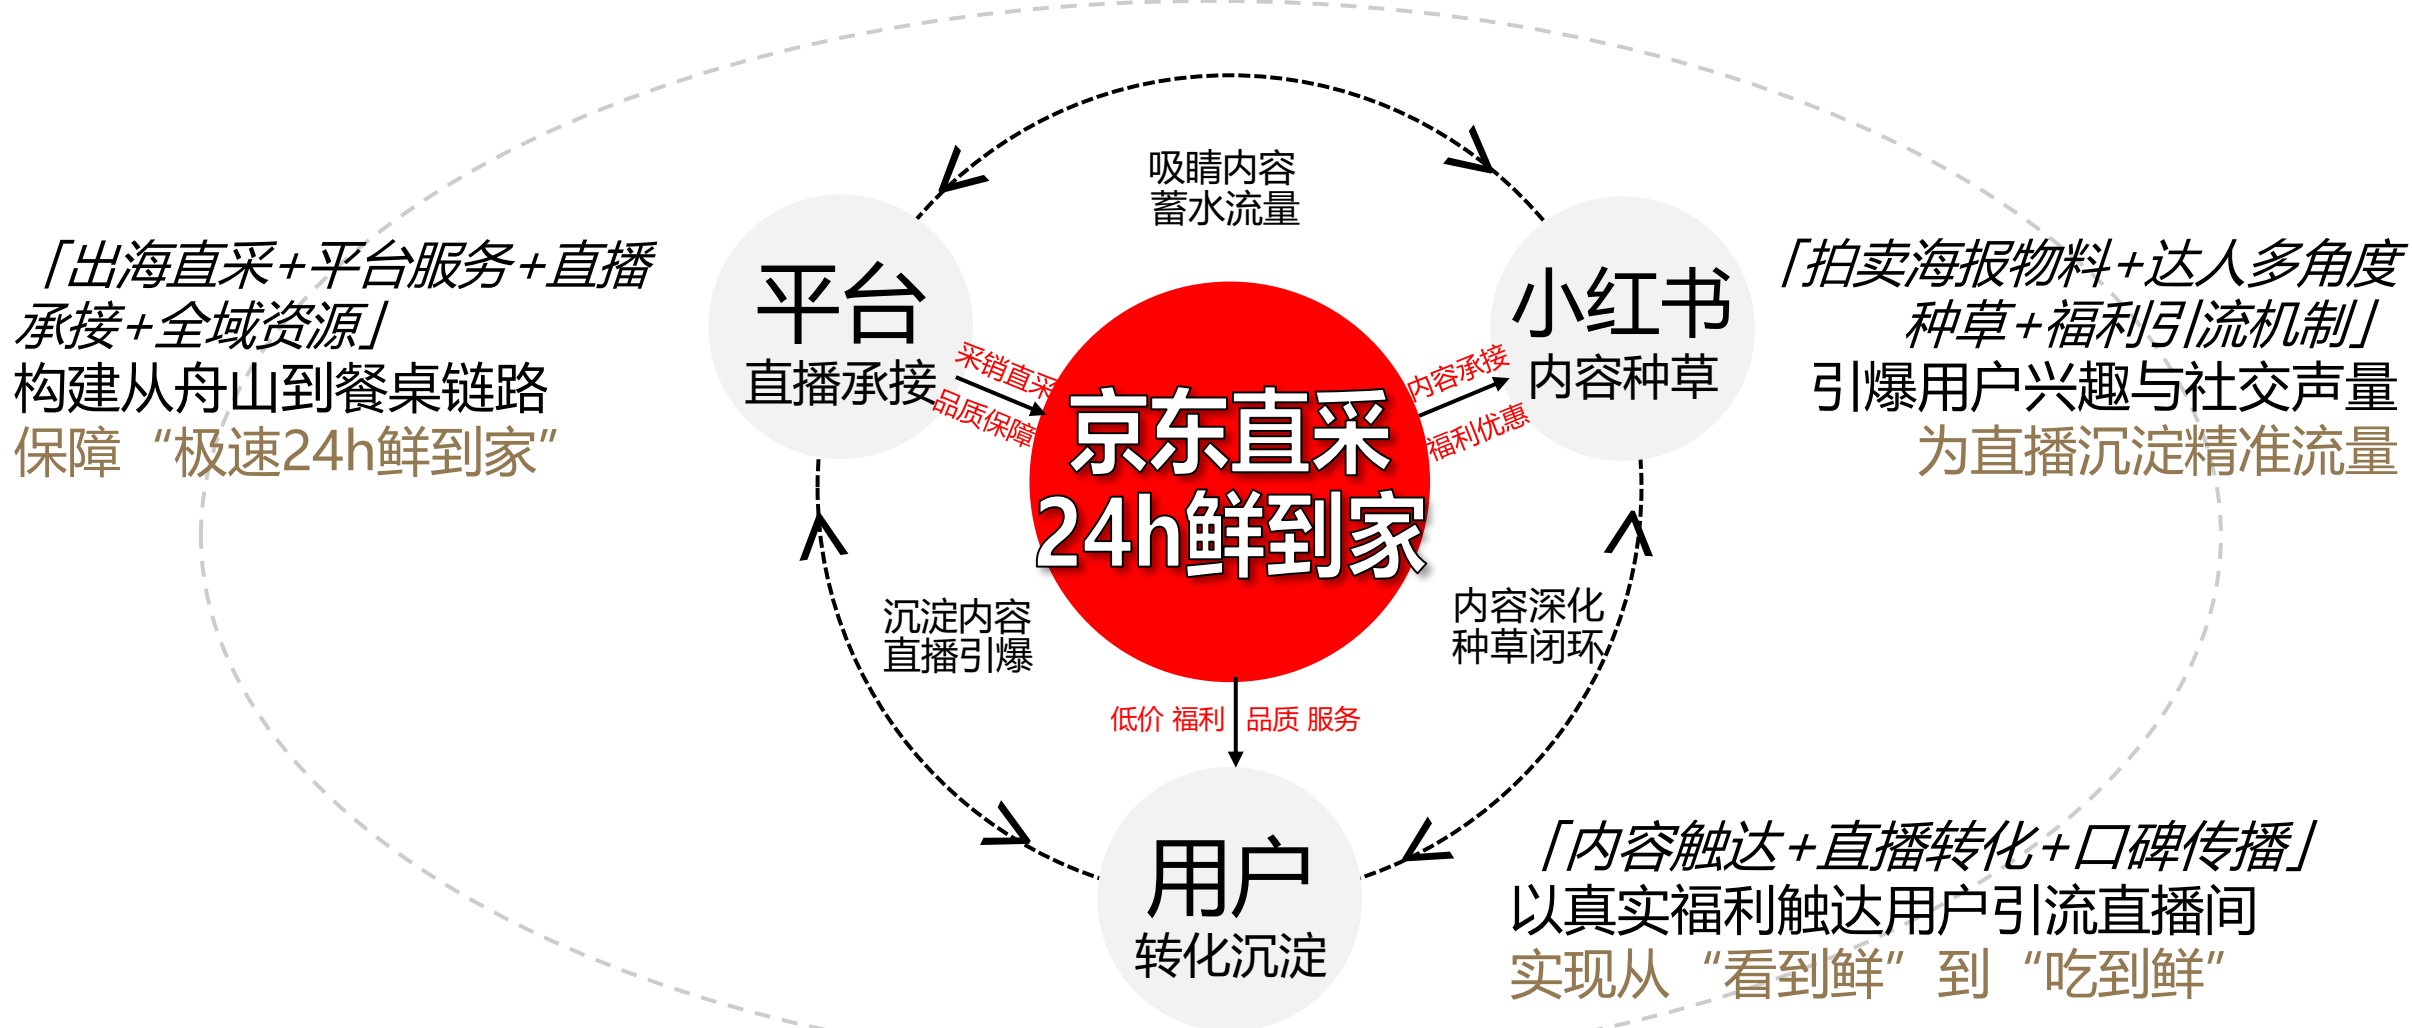 吸睛内容
蓄水流量
「出海直采+平台服务+直播
承接+全域资源」
构建从舟山到餐桌链路
保障“极速24h鲜到家”
平台
直播承接
采销直采
品质保障
京东直采
24h鲜到家
内容承接
福利优惠
小红书
内容种草
「拍卖海报物料+达人多角度
种草+福利引流机制」
引爆用户兴趣与社交声量
为直播沉淀精准流量
沉淀内容
直播引爆
内容深化
种草闭环
低价 福利 品质 服务
用户
转化沉淀
「内容触达+直播转化+口碑传播」
以真实福利触达用户引流直播间
实现从“看到鲜”到“吃到鲜”